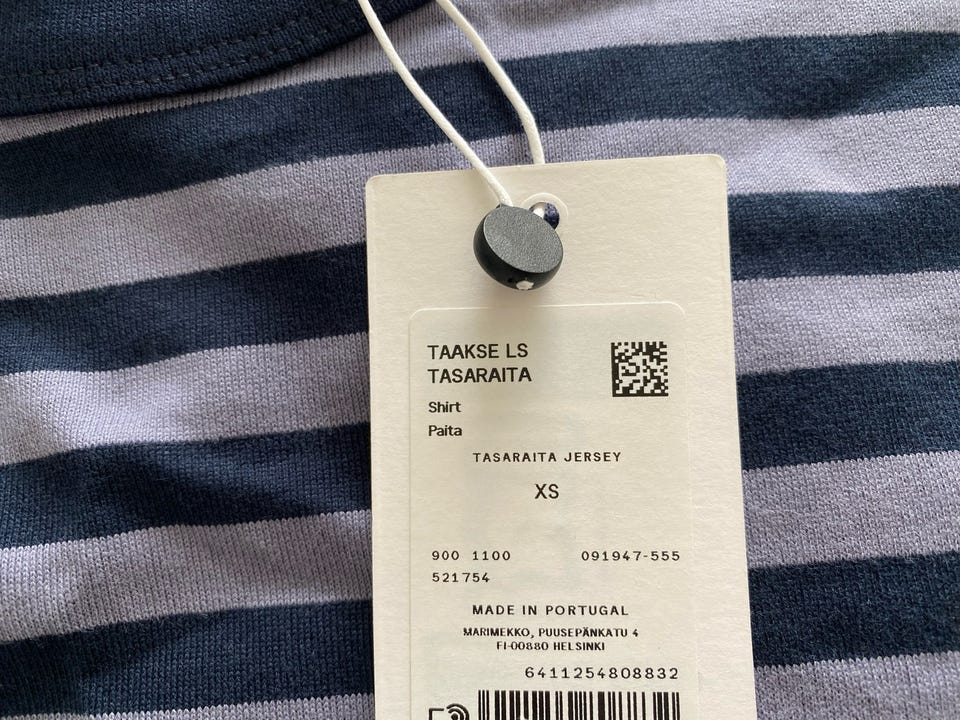 TAAKSE LS
TASARAITA
Shirt
Paita
TASARAITA JERSEY
XS
900 1100 091947-555
521754
MADE IN PORTUGAL
MARIMEKKO, PUUSEPÄNKATU 4
FI-00880 HELSINKI
6411254808832